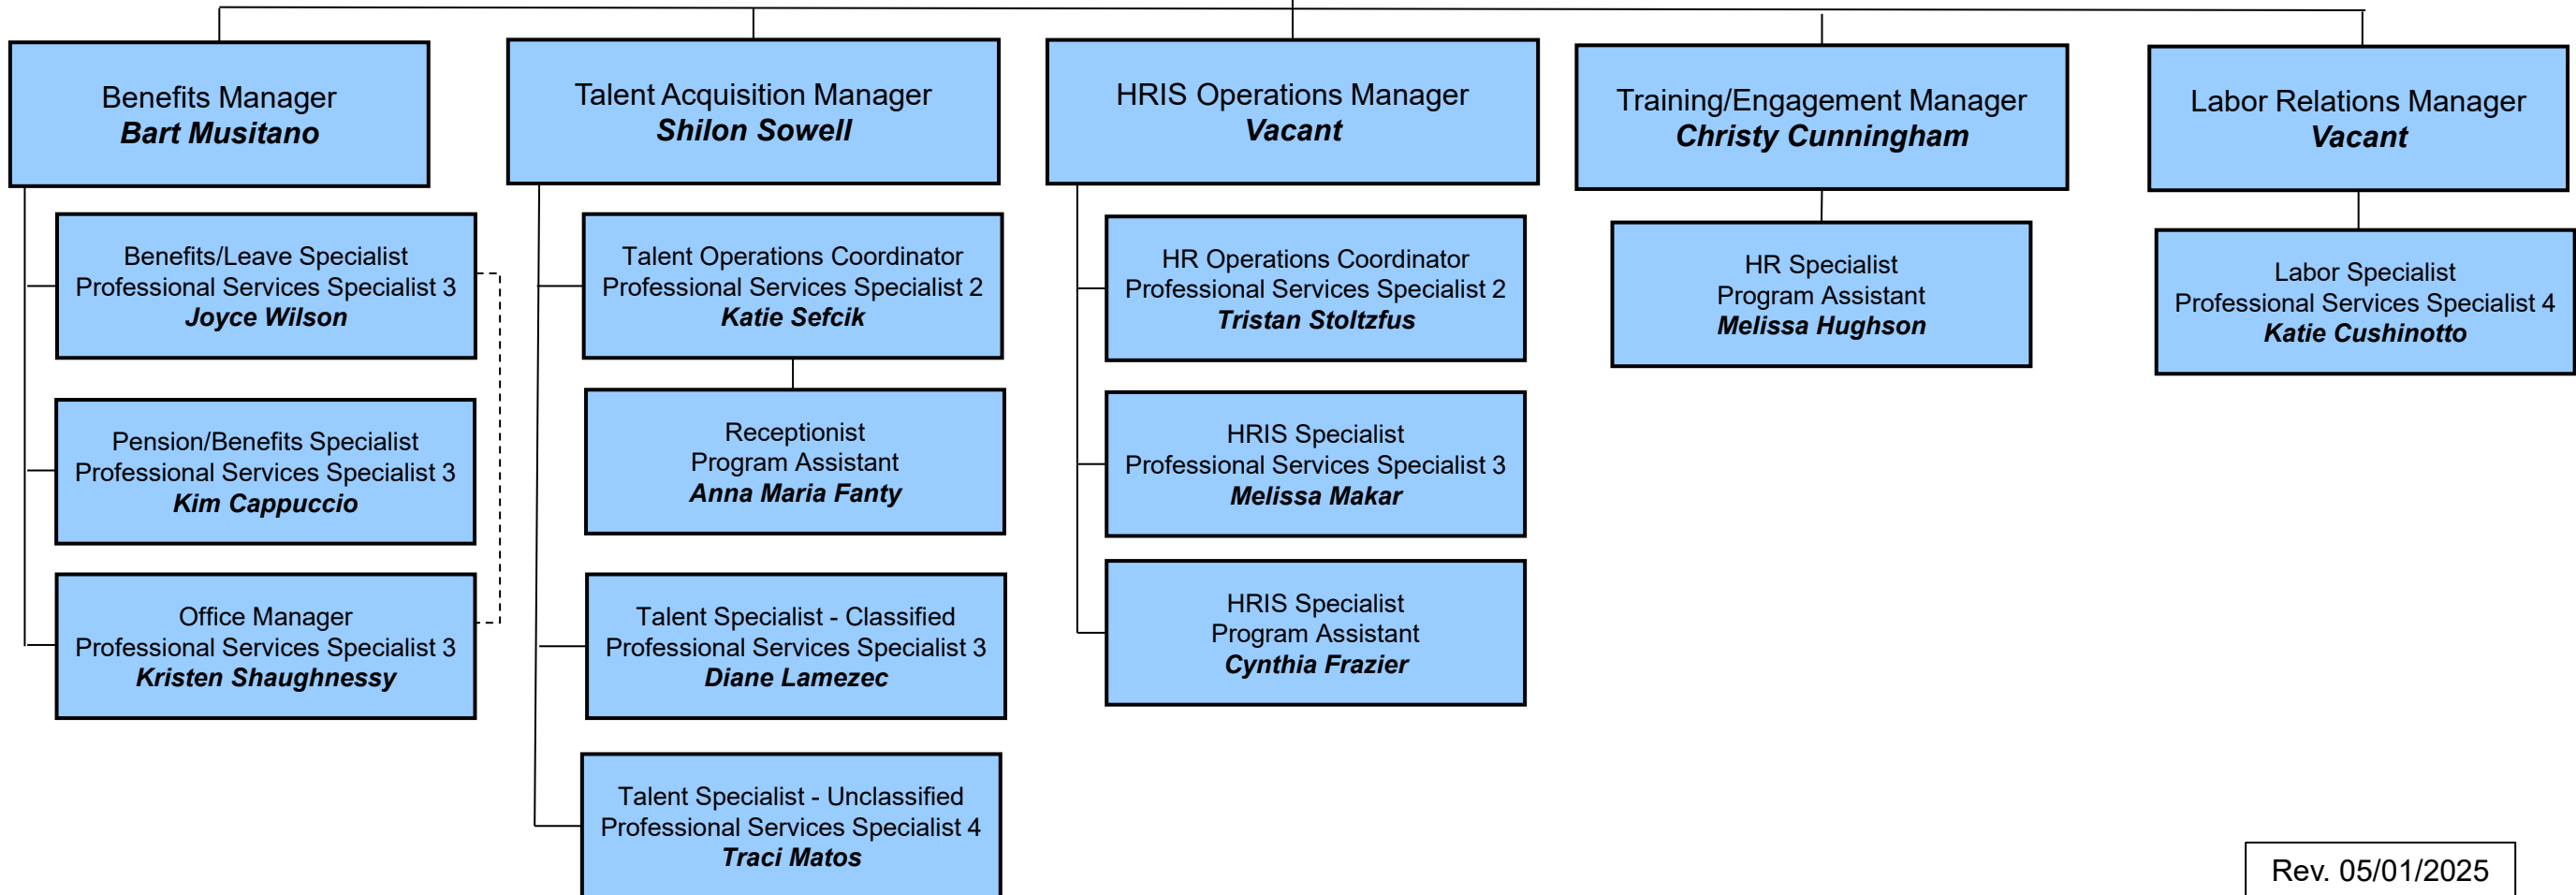 Benefits Manager
Bart Musitano
Talent Acquisition Manager
Shilon Sowell
HRIS Operations Manager
Vacant
Training/Engagement Manager
Christy Cunningham
Labor Relations Manager
Vacant
Benefits/Leave Specialist
Professional Services Specialist 3
Joyce Wilson
Pension/Benefits Specialist
Professional Services Specialist 3
Kim Cappuccio
Office Manager
Professional Services Specialist 3
Kristen Shaughnessy
Talent Operations Coordinator
Professional Services Specialist 2
Katie Sefcik
Receptionist
Program Assistant
Anna Maria Fanty
Talent Specialist - Classified
Professional Services Specialist 3
Diane Lamezec
Talent Specialist - Unclassified
Professional Services Specialist 4
Traci Matos
HR Operations Coordinator
Professional Services Specialist 2
Tristan Stoltzfus
HRIS Specialist
Professional Services Specialist 3
Melissa Makar
HRIS Specialist
Program Assistant
Cynthia Frazier
HR Specialist
Program Assistant
Melissa Hughson
Labor Specialist
Professional Services Specialist 4
Katie Cushinotto
Rev. 05/01/2025